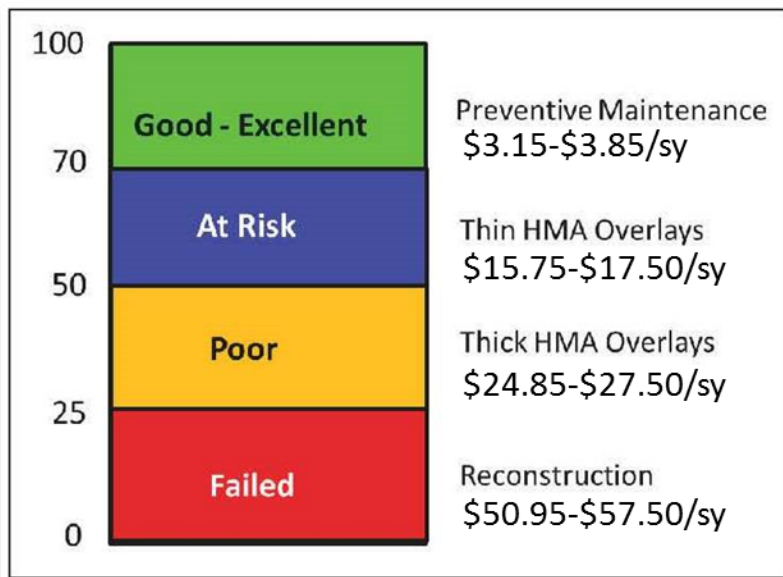 100
Good - Excellent
Preventive Maintenance
$3.15-$3.85/sy
70
At Risk
Thin HMA Overlays
$15.75-$17.50/sy
50
Poor
Thick HMA Overlays
$24.85-$27.50/sy
25
Failed
Reconstruction
$50.95-$57.50/sy
0